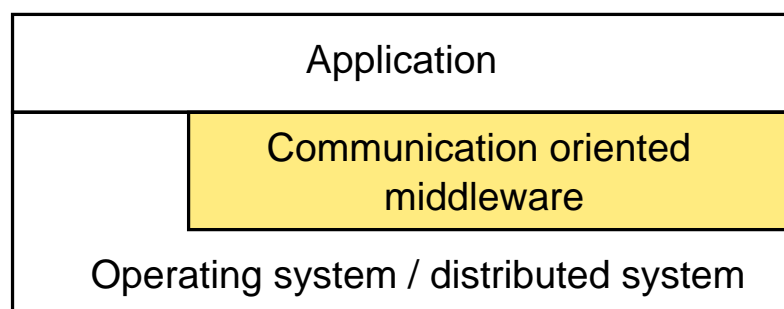 Application
Communication oriented
middleware
Operating system / distributed system